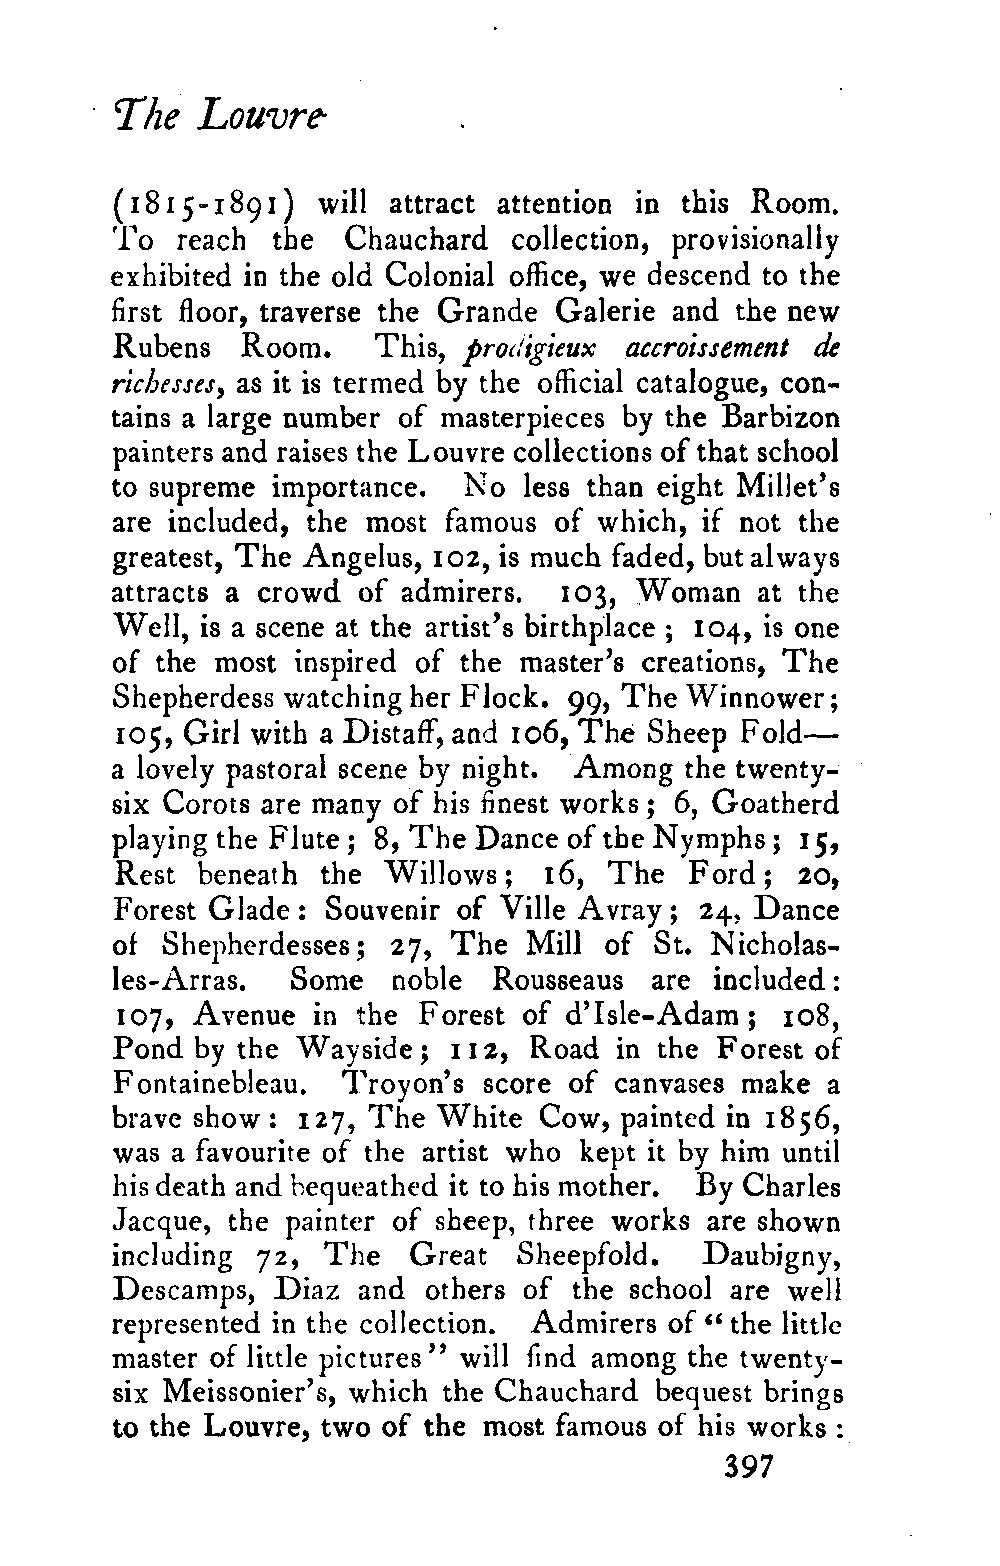 The Louvre
(1815-1891) will attract attention in this Room.
To reach the Chauchard collection, provisionally
exhibited in the old Colonial office, we descend to the
first floor, traverse the Grande Galerie and the new
Rubens Room. This, prodigieux accroissement de
richesses, as it is termed by the official catalogue, con-
tains a large number of masterpieces by the Barbizon
painters and raises the Louvre collections of that school
to supreme importance. No less than eight Millet's
are included, the most famous of which, if not the
greatest, The Angelus, 102, is much faded, but always
attracts a crowd of admirers. 103, Woman at the
Well, is a scene at the artist's birthplace ; 104, is one
of the most inspired of the master's creations, The
Shepherdess watching her Flock. 99, The Winnower;
105, Girl with a Distaff, and 106, The Sheep Fold—
a lovely pastoral scene by night. Among the twenty-
six Corots are many of his finest works ; 6, Goatherd
playing the Flute ; 8, The Dance of the Nymphs ; 15,
Rest beneath the Willows ; 16, The Ford ; 20,
Forest Glade : Souvenir of Ville Avray ; 24, Dance
of Shepherdesses ; 27, The Mill of St. Nicholas-
les-Arras. Some noble Rousseaus are included :
107, Avenue in the Forest of d'Isle-Adam ; 108,
Pond by the Wayside ; 112, Road in the Forest of
Fontainebleau. Troyon's score of canvases make a
brave show : 127, The White Cow, painted in 1856,
was a favourite of the artist who kept it by him until
his death and bequeathed it to his mother. By Charles
Jacque, the painter of sheep, three works are shown
including 72, The Great Sheepfold. Daubigny,
Descamps, Diaz and others of the school are well
represented in the collection. Admirers of "the little
master of little pictures" will find among the twenty-
six Meissonier's, which the Chauchard bequest brings
to the Louvre, two of the most famous of his works :
397